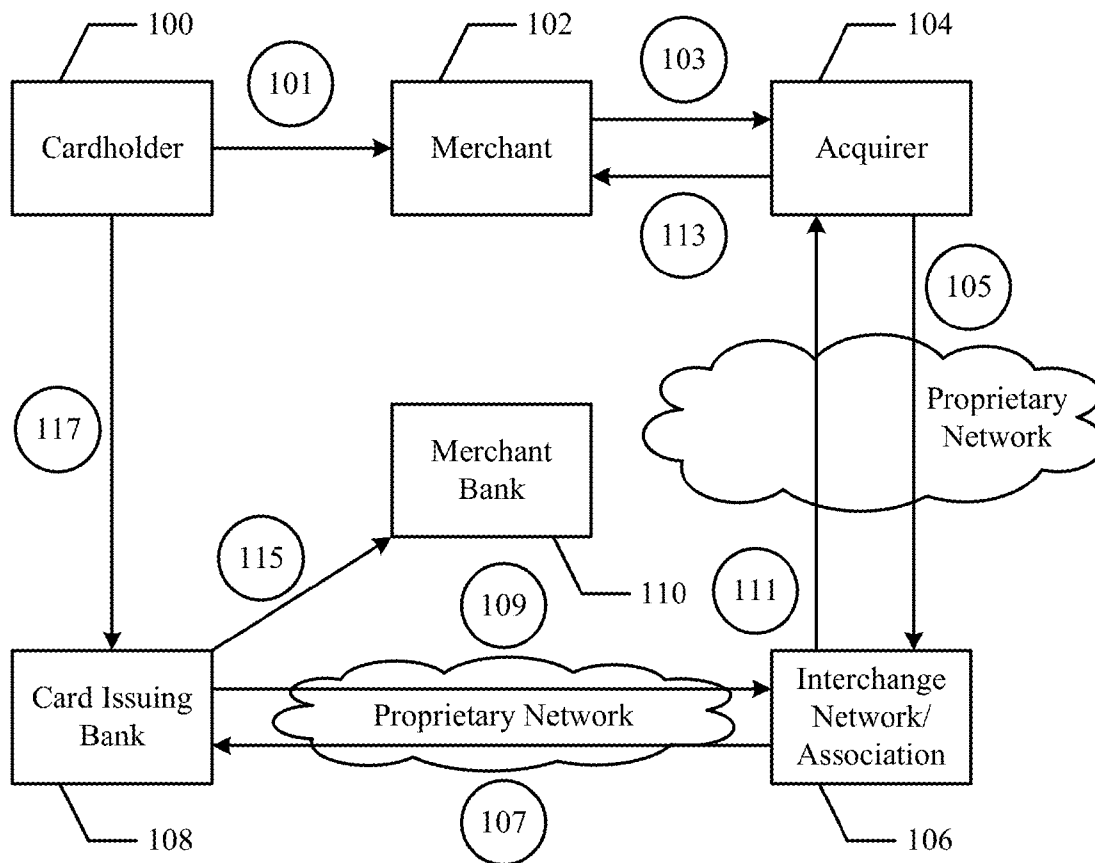 100
102
104
101
103
Cardholder
Merchant
Acquirer
113
105
117
Proprietary
Network
Merchant
Bank
115
110
111
109
Card Issuing
Bank
Proprietary Network
Interchange
Network/
Association
107
108
106